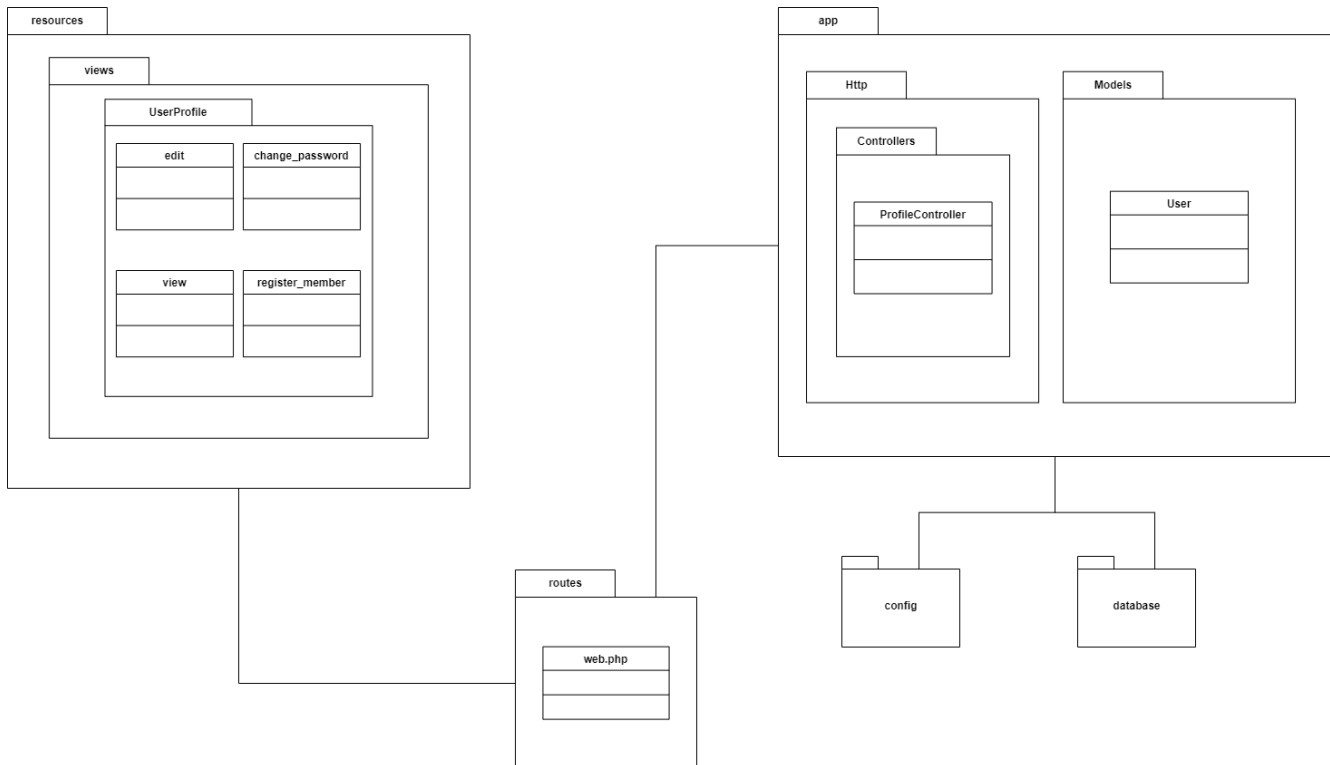 resources
views
UserProfile
edit
change_password
view
register_member
app
Http
Controllers
ProfileController
Models
User
routes
web.php
config
database